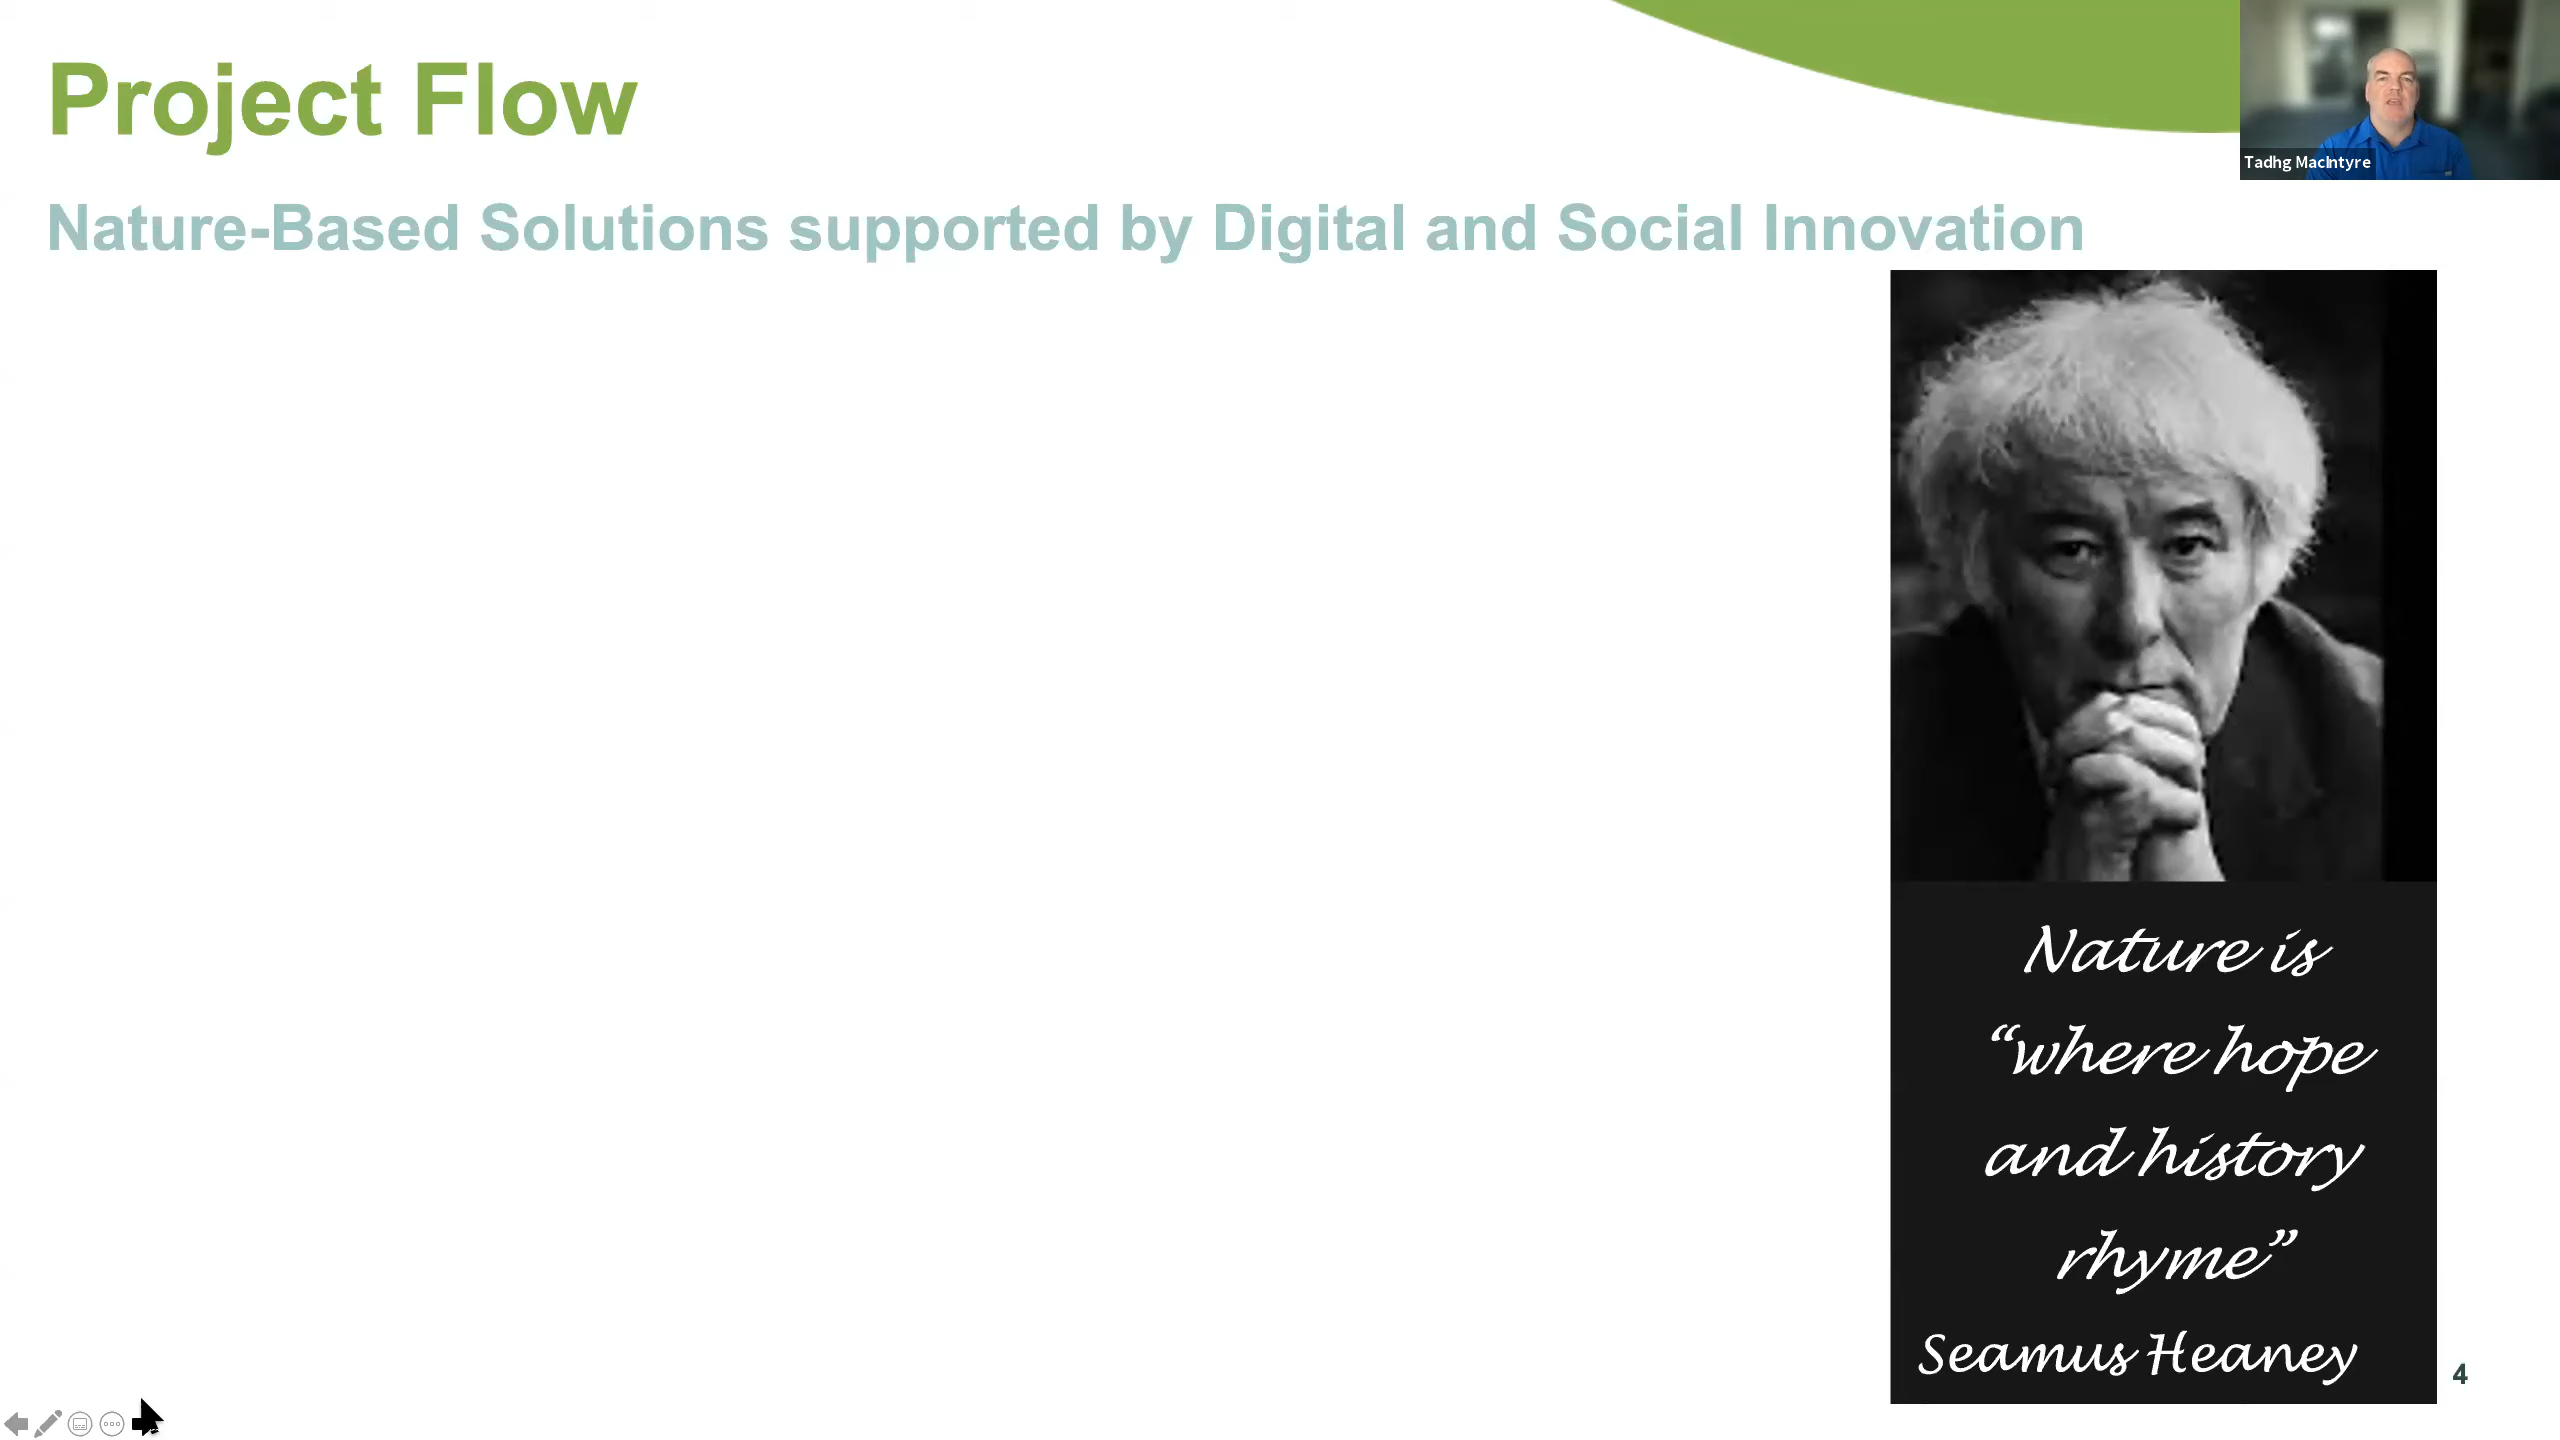 Project Flow
Tadhg MacIntyre
Nature-Based Solutions supported by Digital and Social Innovation
Nature is
“where hope
and history
rhyme”
Seamus Heaney
4